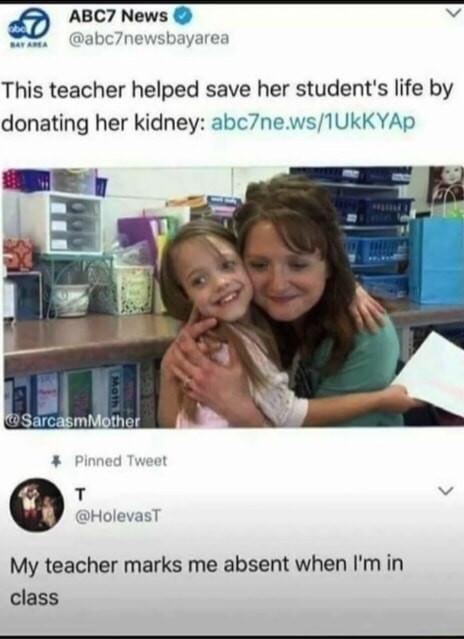 ABC7 News
abc7
BAY AREA
@abc7newsbayarea
This teacher helped save her student's life by
donating her kidney: abc7ne.ws/1UkKYAp
@SarcasmMother
Pinned Tweet
T
@HolevasT
My teacher marks me absent when I'm in
class